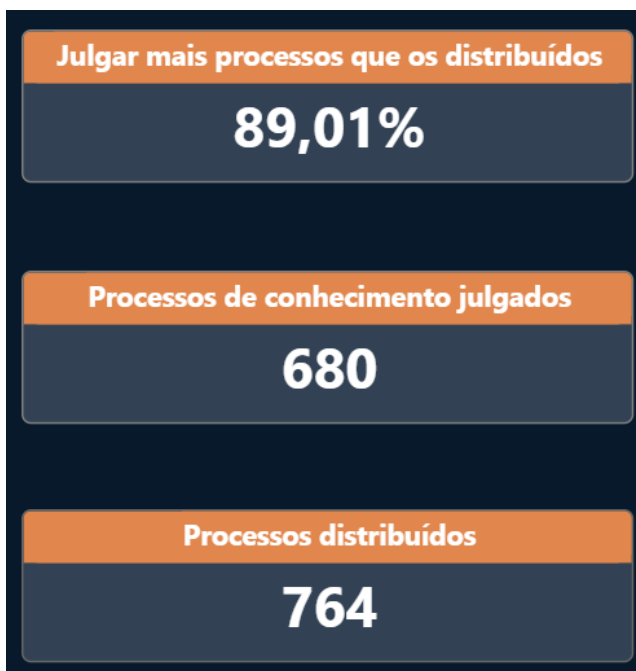 Julgar mais processos que os distribuídos
89,01%
Processos de conhecimento julgados
680
Processos distribuídos
764